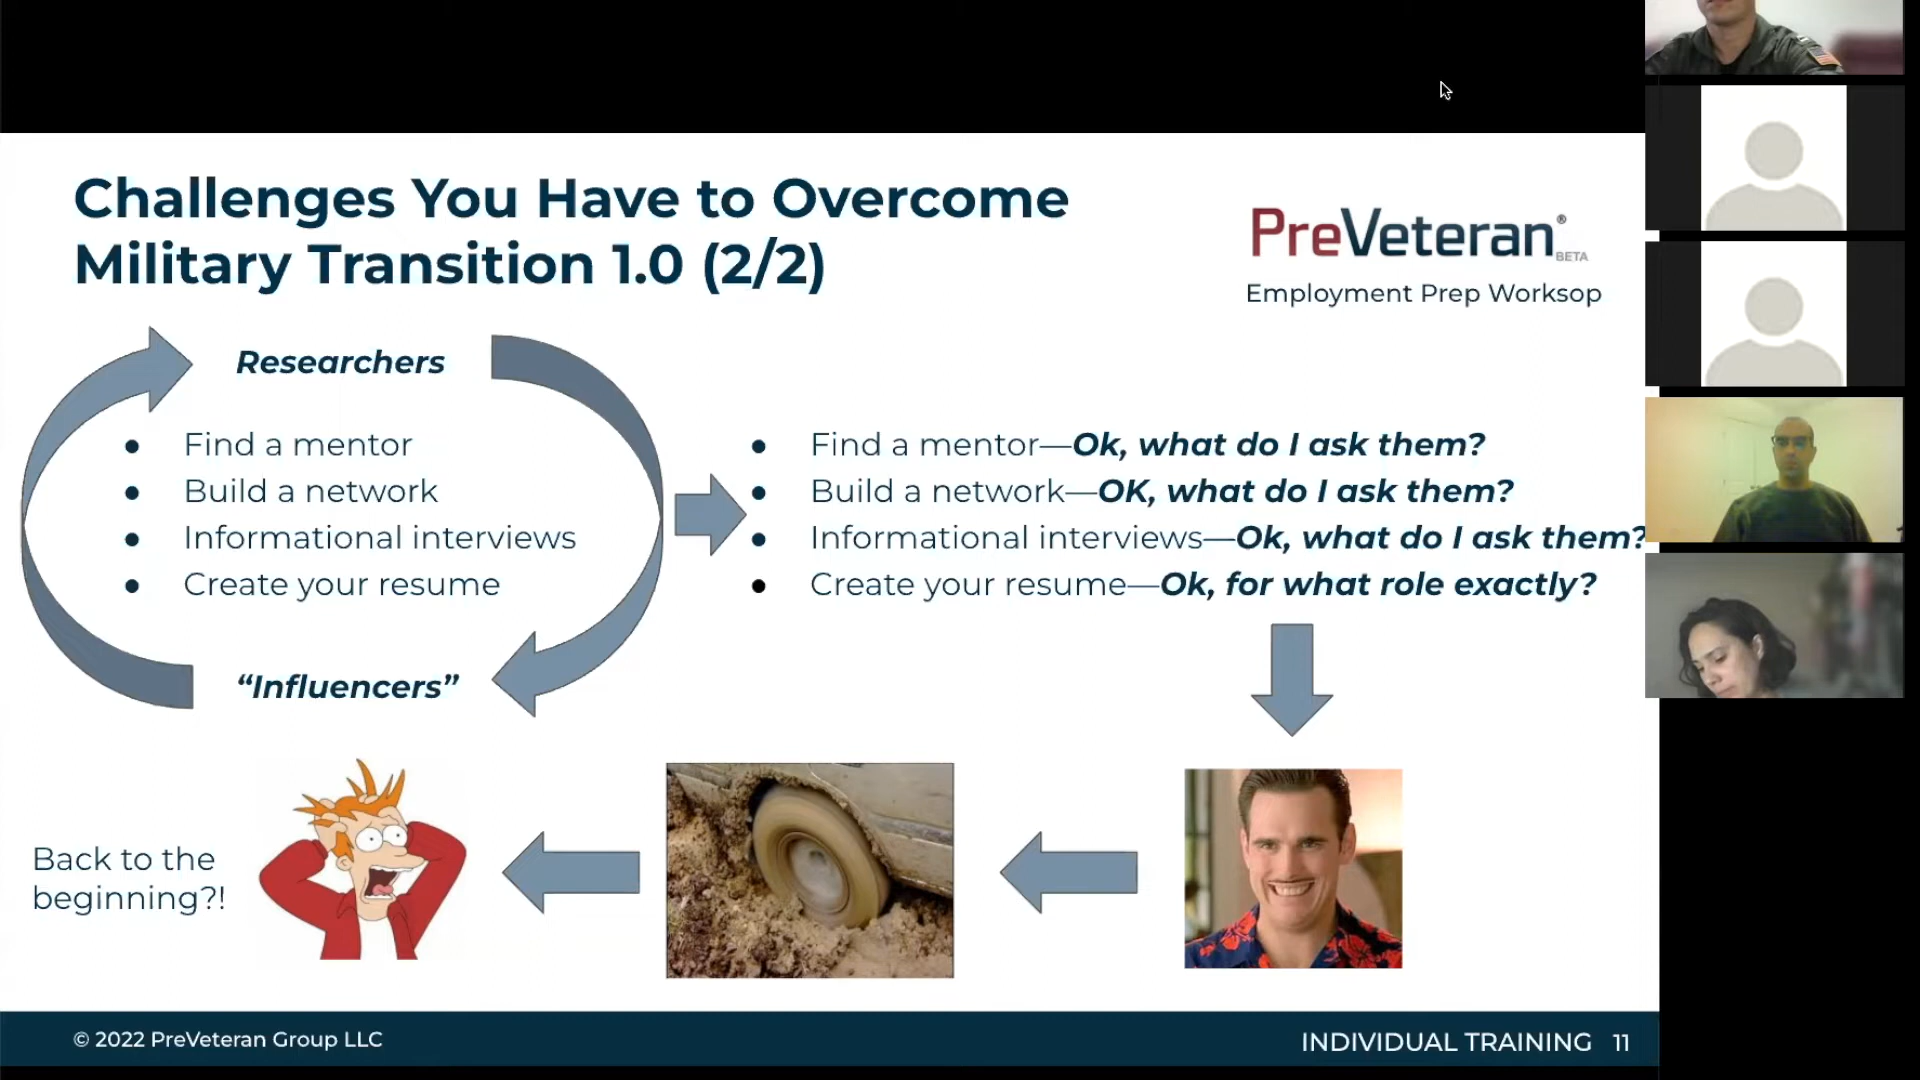 Challenges You Have to Overcome
Military Transition 1.0 (2/2)
PreVeteran®
BETA
Employment Prep Worksop
Researchers
● Find a mentor
● Build a network
● Informational interviews
● Create your resume
“Influencers”
● Find a mentor—Ok, what do I ask them?
● Build a network—OK, what do I ask them?
● Informational interviews—Ok, what do I ask them?
● Create your resume—Ok, for what role exactly?
Back to the
beginning?!
© 2022 PreVeteran Group LLC
INDIVIDUAL TRAINING 11